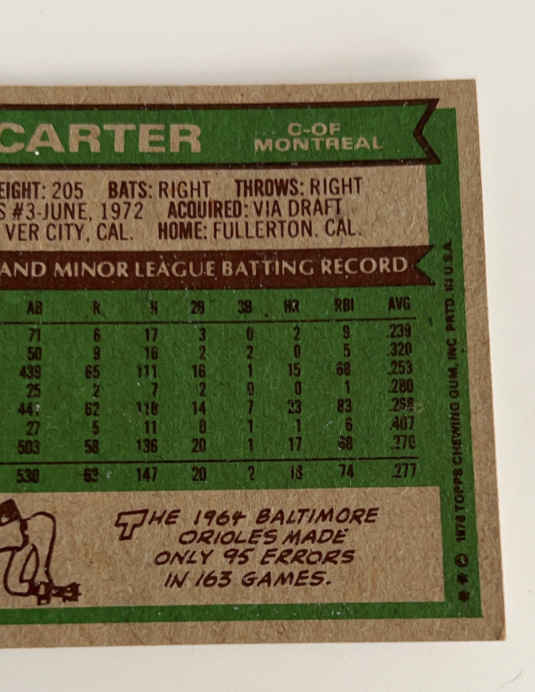 CARTER
C-OF
MONTREAL
EIGHT: 205 BATS: RIGHT THROWS: RIGHT
S #3-JUNE, 1972 ACQUIRED: VIA DRAFT
VER CITY, CAL. HOME: FULLERTON, CAL.
AND MINOR LEAGUE BATTING RECORD
AB R H 2B 3B HR RBI AVG
71 6 17 3 0 2 9 .239
50 9 16 2 2 0 5 .320
439 65 111 16 1 15 68 .253
25 2 7 2 0 0 1 .280
441 62 118 14 7 23 83 .268
27 5 11 0 1 1 6 .407
503 58 136 20 1 17 68 .270
530 63 147 20 2 18 74 .277
THE 1964 BALTIMORE
ORIOLES MADE
ONLY 95 ERRORS
IN 163 GAMES.
** © 1976 TOPPS CHEWING GUM, INC. PRTD. IN U.S.A.